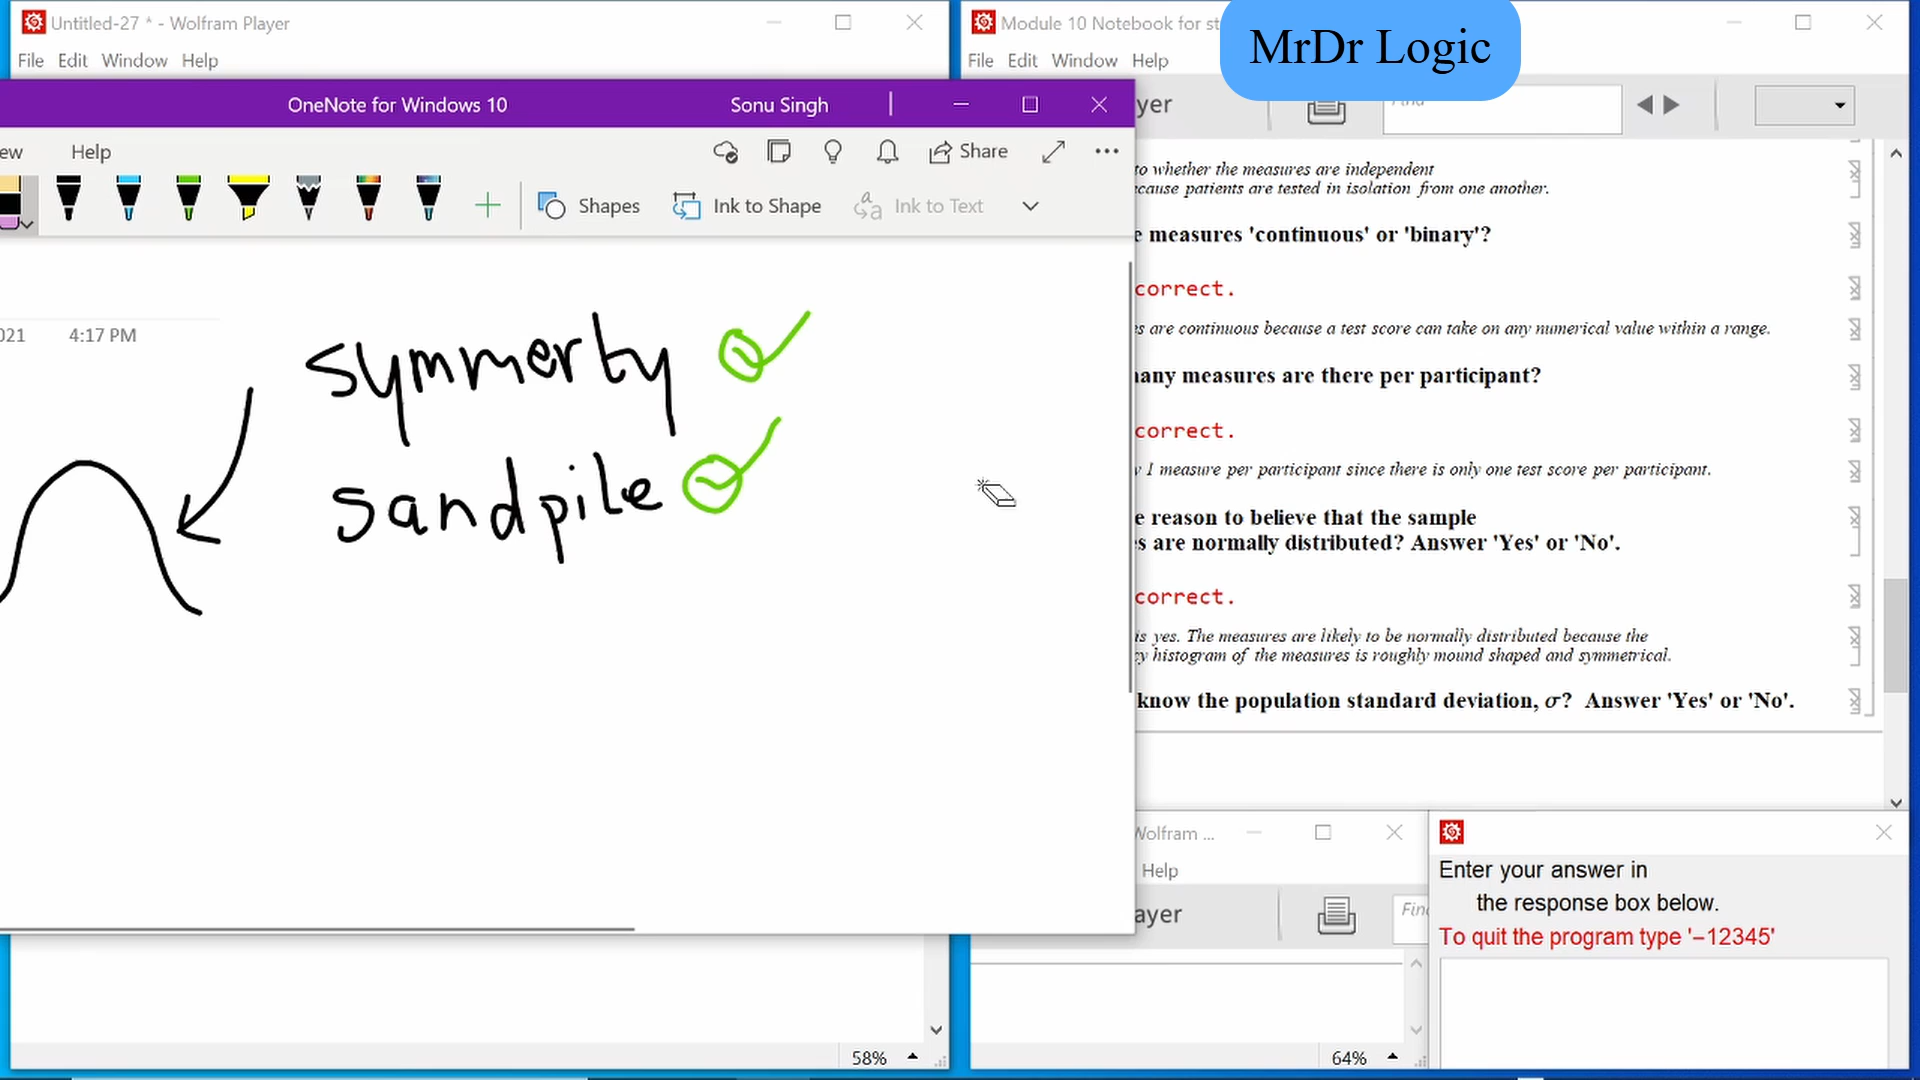 Untitled-27 * - Wolfram Player
File Edit Window Help
Module 10 Notebook for st
File Edit Window Help
MrDr Logic
OneNote for Windows 10
Sonu Singh
yer
ew Help
Share
Shapes
Ink to Shape
Ink to Text
021 4:17 PM
symmerty
sandpile
to whether the measures are independent
cause patients are tested in isolation from one another.
e measures 'continuous' or 'binary'?
correct.
es are continuous because a test score can take on any numerical value within a range.
any measures are there per participant?
correct.
y 1 measure per participant since there is only one test score per participant.
e reason to believe that the sample
s are normally distributed? Answer 'Yes' or 'No'.
correct.
is yes. The measures are likely to be normally distributed because the
cy histogram of the measures is roughly mound shaped and symmetrical.
know the population standard deviation, σ? Answer 'Yes' or 'No'.
Wolfram ...
Help
ayer
Find
Enter your answer in
the response box below.
To quit the program type '−12345'
58%
64%